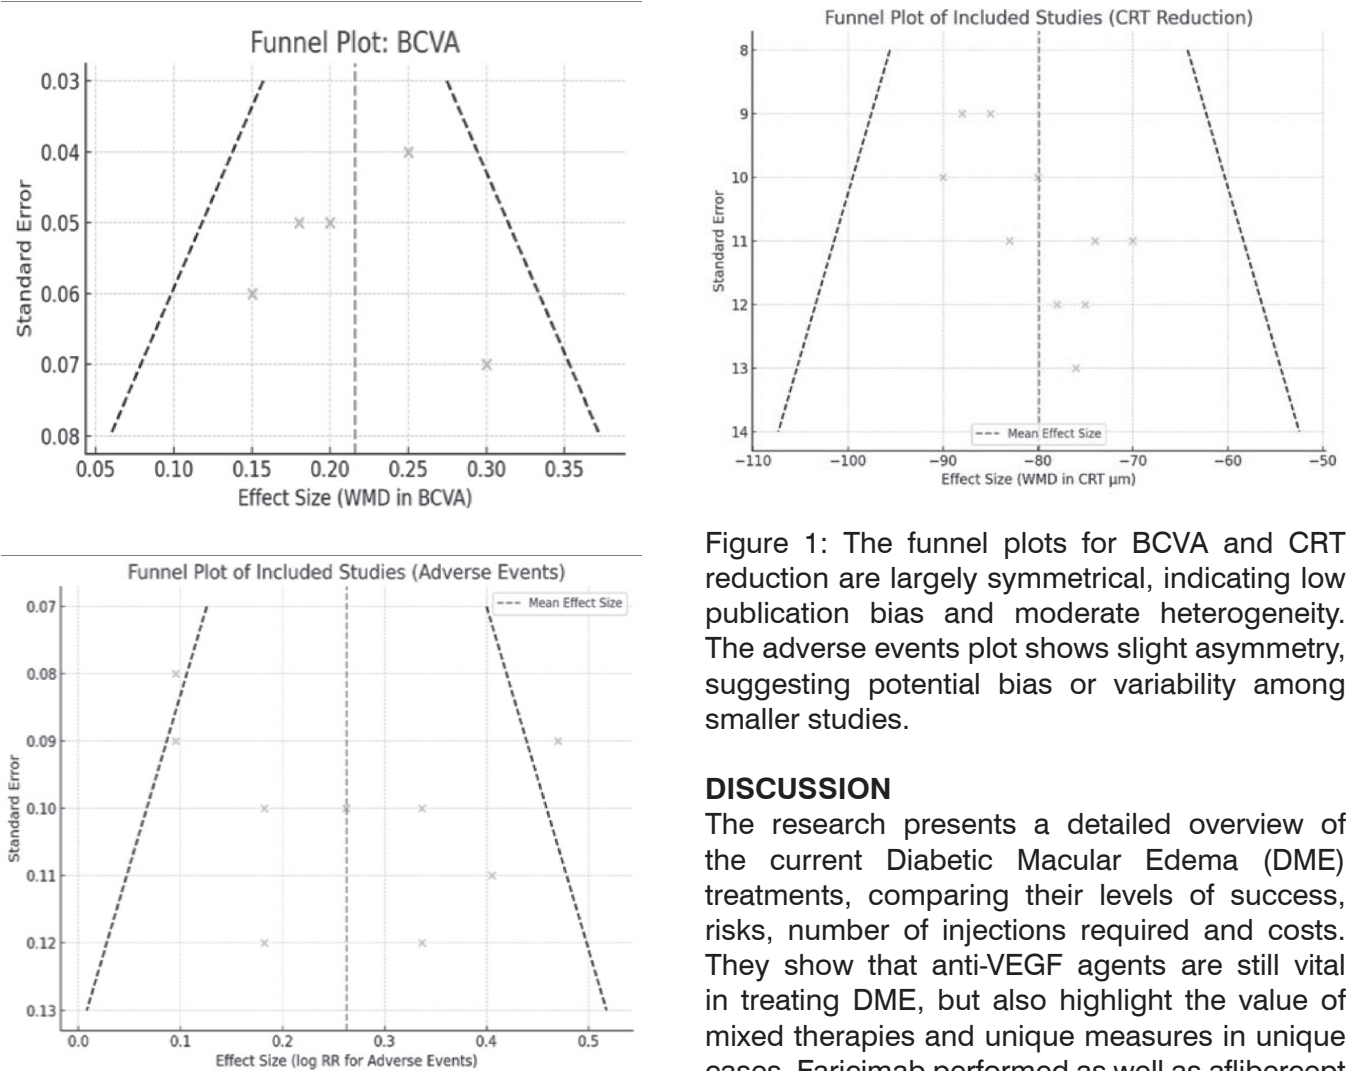 Funnel Plot: BCVA
0.03
0.04
0.05
0.06
0.07
0.08
Standard Error
0.05 0.10 0.15 0.20 0.25 0.30 0.35
Effect Size (WMD in BCVA)
Funnel Plot of Included Studies (Adverse Events)
Mean Effect Size
0.07
0.08
0.09
0.10
0.11
0.12
0.13
Standard Error
0.0 0.1 0.2 0.3 0.4 0.5
Effect Size (log RR for Adverse Events)
Funnel Plot of Included Studies (CRT Reduction)
8
9
10
11
12
13
14
Standard Error
Mean Effect Size
−110 −100 −90 −80 −70 −60 −50
Effect Size (WMD in CRT μm)
Figure 1: The funnel plots for BCVA and CRT
reduction are largely symmetrical, indicating low
publication bias and moderate heterogeneity.
The adverse events plot shows slight asymmetry,
suggesting potential bias or variability among
smaller studies.
DISCUSSION
The research presents a detailed overview of
the current Diabetic Macular Edema (DME)
treatments, comparing their levels of success,
risks, number of injections required and costs.
They show that anti-VEGF agents are still vital
in treating DME, but also highlight the value of
mixed therapies and unique measures in unique
cases. Faricimab performed as well as aflibercept